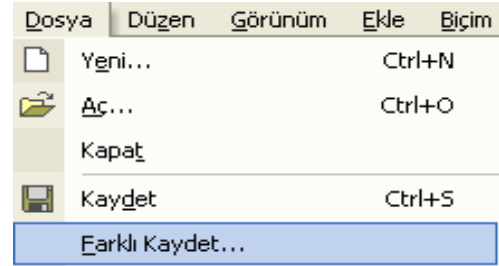 Dosya Düzen Görünüm Ekle Biçim
Yeni... Ctrl+N
Aç... Ctrl+O
Kapat
Kaydet Ctrl+S
Farklı Kaydet...